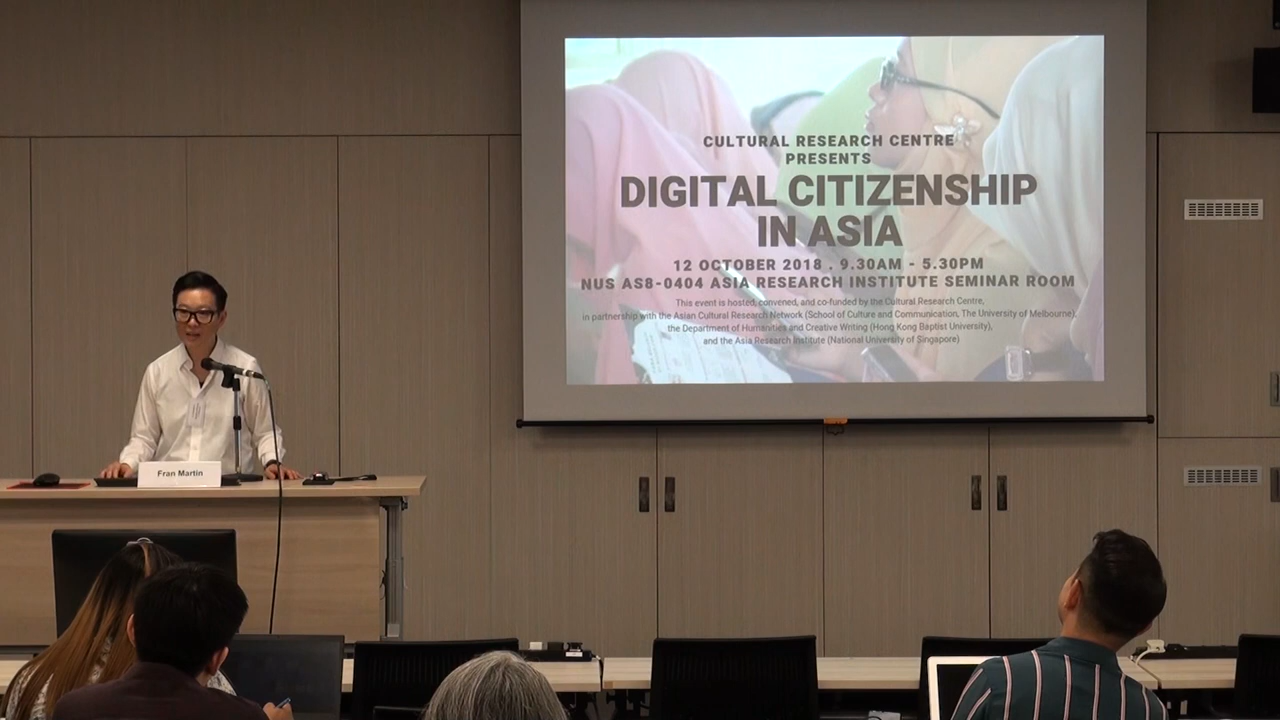 CULTURAL RESEARCH CENTRE
PRESENTS
DIGITAL CITIZENSHIP
IN ASIA
12 OCTOBER 2018 . 9.30AM - 5.30PM
NUS AS8-0404 ASIA RESEARCH INSTITUTE SEMINAR ROOM
This event is hosted, convened, and co-funded by the Cultural Research Centre,
in partnership with the Asian Cultural Research Network (School of Culture and Communication, The University of Melbourne),
the Department of Humanities and Creative Writing (Hong Kong Baptist University),
and the Asia Research Institute (National University of Singapore)
Fran Martin